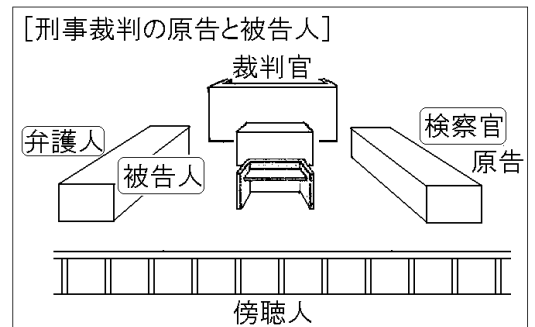 [刑事裁判の原告と被告人]
裁判官
弁護人
被告人
検察官
原告
傍聴人